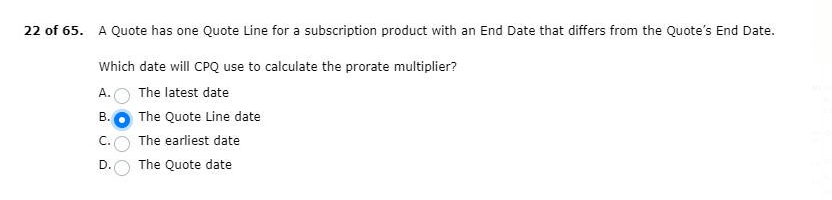 22 of 65. A Quote has one Quote Line for a subscription product with an End Date that differs from the Quote's End Date.
Which date will CPQ use to calculate the prorate multiplier?
A. The latest date
B. The Quote Line date
C. The earliest date
D. The Quote date